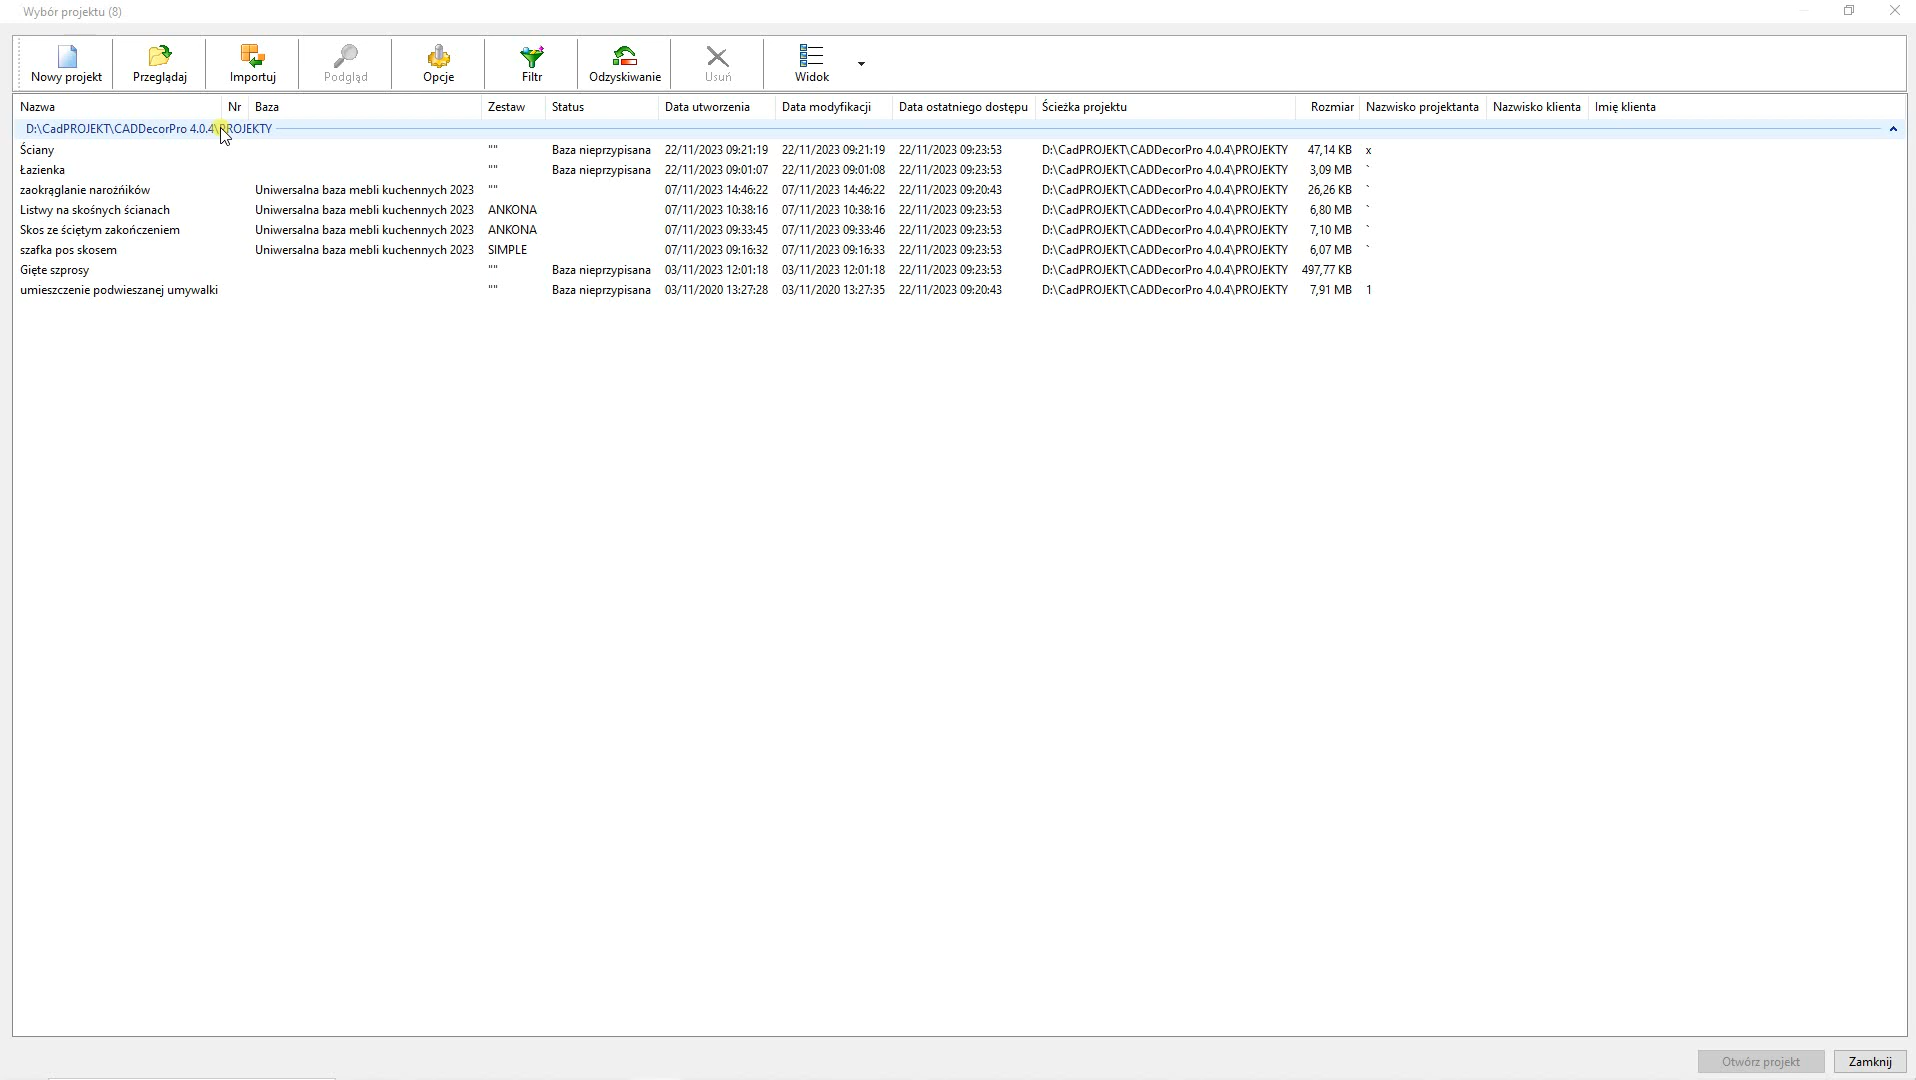 Wybór projektu (8)
Nowy projekt Przeglądaj Importuj Podgląd Opcje Filtr Odzyskiwanie Usuń Widok
Nazwa Nr Baza Zestaw Status Data utworzenia Data modyfikacji Data ostatniego dostępu Ścieżka projektu Rozmiar Nazwisko projektanta Nazwisko klienta Imię klienta
D:\CadPROJEKT\CADDecorPro 4.0.4\PROJEKTY
Ściany "" Baza nieprzypisana 22/11/2023 09:21:19 22/11/2023 09:21:19 22/11/2023 09:23:53 D:\CadPROJEKT\CADDecorPro 4.0.4\PROJEKTY 47,14 KB x
Łazienka "" Baza nieprzypisana 22/11/2023 09:01:07 22/11/2023 09:01:08 22/11/2023 09:23:53 D:\CadPROJEKT\CADDecorPro 4.0.4\PROJEKTY 3,09 MB `
zaokrąglanie narożników Uniwersalna baza mebli kuchennych 2023 "" 07/11/2023 14:46:22 07/11/2023 14:46:22 22/11/2023 09:20:43 D:\CadPROJEKT\CADDecorPro 4.0.4\PROJEKTY 26,26 KB `
Listwy na skośnych ścianach Uniwersalna baza mebli kuchennych 2023 ANKONA 07/11/2023 10:38:16 07/11/2023 10:38:16 22/11/2023 09:23:53 D:\CadPROJEKT\CADDecorPro 4.0.4\PROJEKTY 6,80 MB `
Skos ze ściętym zakończeniem Uniwersalna baza mebli kuchennych 2023 ANKONA 07/11/2023 09:33:45 07/11/2023 09:33:46 22/11/2023 09:23:53 D:\CadPROJEKT\CADDecorPro 4.0.4\PROJEKTY 7,10 MB `
szafka pos skosem Uniwersalna baza mebli kuchennych 2023 SIMPLE 07/11/2023 09:16:32 07/11/2023 09:16:33 22/11/2023 09:23:53 D:\CadPROJEKT\CADDecorPro 4.0.4\PROJEKTY 6,07 MB `
Gięte szprosy "" Baza nieprzypisana 03/11/2023 12:01:18 03/11/2023 12:01:18 22/11/2023 09:23:53 D:\CadPROJEKT\CADDecorPro 4.0.4\PROJEKTY 497,77 KB
umieszczenie podwieszanej umywalki "" Baza nieprzypisana 03/11/2020 13:27:28 03/11/2020 13:27:35 22/11/2023 09:20:43 D:\CadPROJEKT\CADDecorPro 4.0.4\PROJEKTY 7,91 MB 1
Otwórz projekt Zamknij